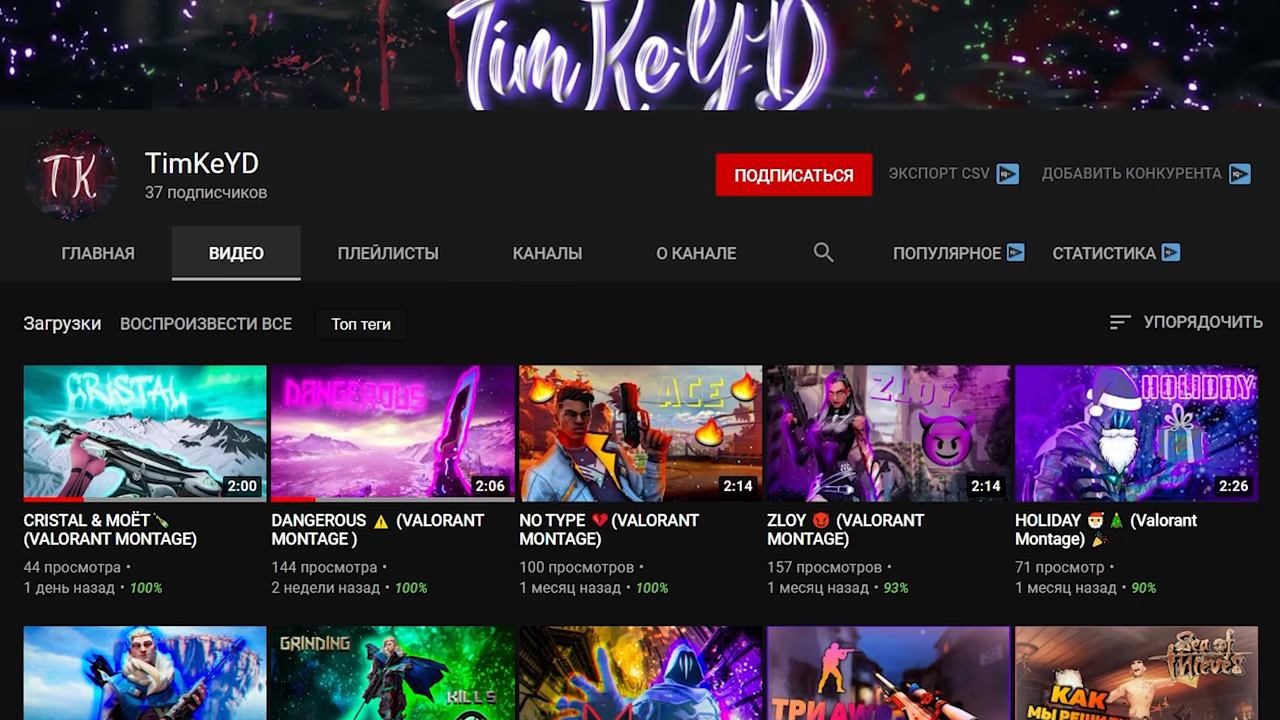 TimKeYD
TK
TimKeYD
37 подписчиков
ПОДПИСАТЬСЯ
ЭКСПОРТ CSV
ДОБАВИТЬ КОНКУРЕНТА
ГЛАВНАЯ
ВИДЕО
ПЛЕЙЛИСТЫ
КАНАЛЫ
О КАНАЛЕ
ПОПУЛЯРНОЕ
СТАТИСТИКА
Загрузки
ВОСПРОИЗВЕСТИ ВСЕ
Топ теги
УПОРЯДОЧИТЬ
CRISTAL
2:00
CRISTAL & MOËT 🍾
(VALORANT MONTAGE)
44 просмотра •
1 день назад • 100%
DANGEROUS
2:06
DANGEROUS ⚠️ (VALORANT
MONTAGE )
144 просмотра •
2 недели назад • 100%
ACE
2:14
NO TYPE 💔 (VALORANT
MONTAGE)
100 просмотров •
1 месяц назад • 100%
ZLO7
2:14
ZLOY 😈 (VALORANT
MONTAGE)
157 просмотров •
1 месяц назад • 93%
HOLIDAY
2:26
HOLIDAY 🎅 🎄 (Valorant
Montage) 🎉
71 просмотр •
1 месяц назад • 90%
GRINDING
KILLS
ТРИ
Sea of
Thieves
КАК
МЫ РЕШИЛ